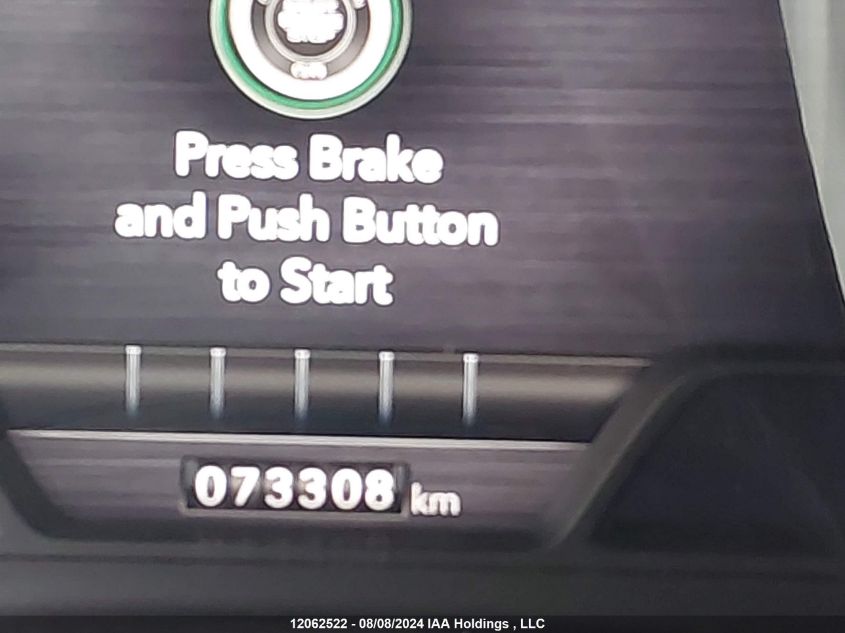 Press Brake
and Push Button
to Start
073308 km
12062522 - 08/08/2024 IAA Holdings , LLC